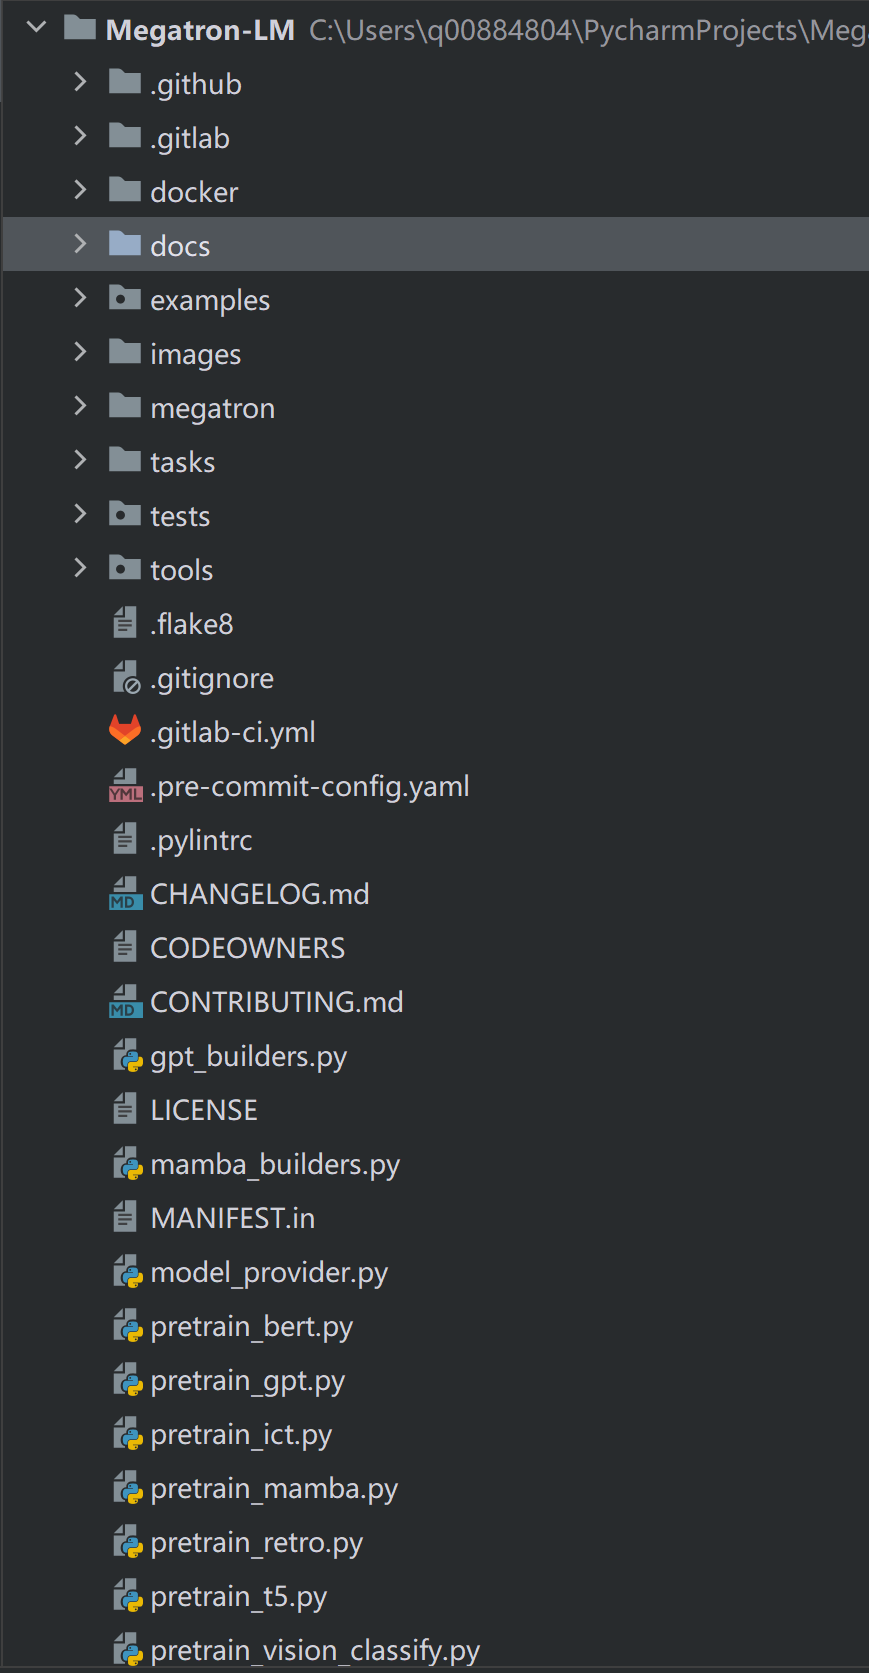 Megatron-LM C:\Users\q00884804\PycharmProjects\Meg
.github
.gitlab
docker
docs
examples
images
megatron
tasks
tests
tools
.flake8
.gitignore
.gitlab-ci.yml
YML .pre-commit-config.yaml
.pylintrc
MD CHANGELOG.md
CODEOWNERS
MD CONTRIBUTING.md
gpt_builders.py
LICENSE
mamba_builders.py
MANIFEST.in
model_provider.py
pretrain_bert.py
pretrain_gpt.py
pretrain_ict.py
pretrain_mamba.py
pretrain_retro.py
pretrain_t5.py
pretrain_vision_classify.py